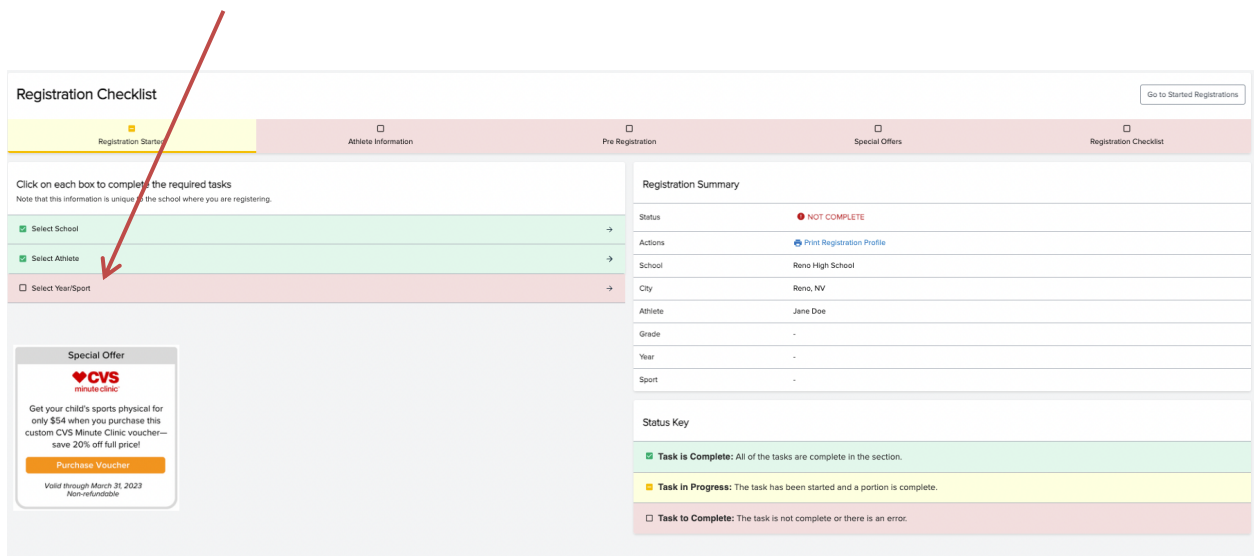 Registration Checklist
Go to Started Registrations
Registration Started
Athlete Information
Pre Registration
Special Offers
Registration Checklist
Click on each box to complete the required tasks
Note that this information is unique to the school where you are registering.
Select School
Select Athlete
Select Year/Sport
Special Offer
CVS
minute clinic
Get your child's sports physical for
only $54 when you purchase this
custom CVS Minute Clinic voucher—
save 20% off full price!
Purchase Voucher
Valid through March 31, 2023
Non-refundable
Registration Summary
Status NOT COMPLETE
Actions Print Registration Profile
School Reno High School
City Reno, NV
Athlete Jane Doe
Grade -
Year -
Sport -
Status Key
Task is Complete: All of the tasks are complete in the section.
Task in Progress: The task has been started and a portion is complete.
Task to Complete: The task is not complete or there is an error.